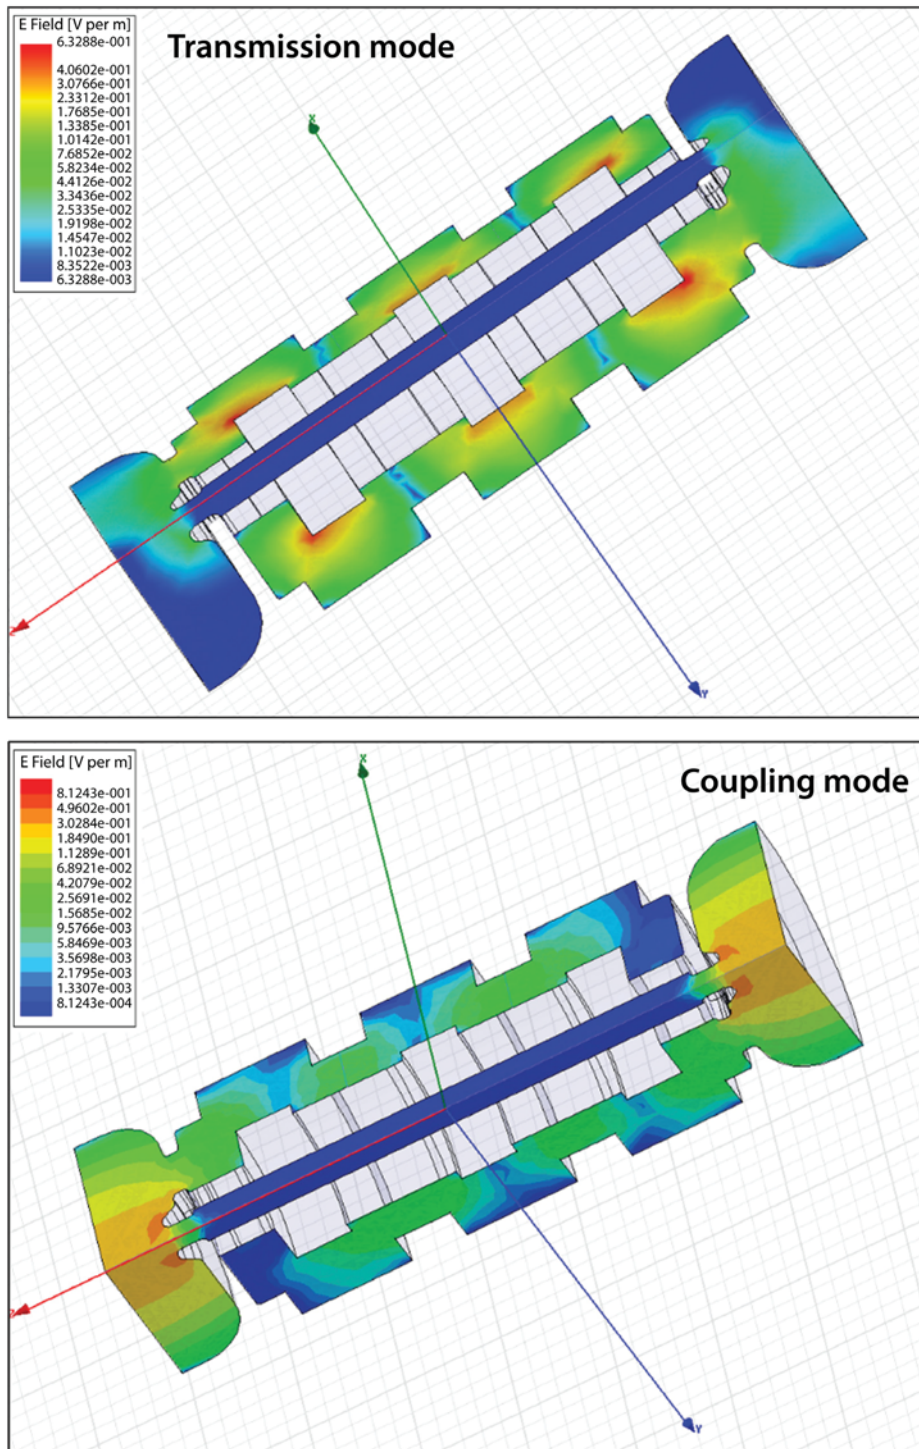 E Field [V per m]
6.3288e-001
4.0602e-001
3.0766e-001
2.3312e-001
1.7685e-001
1.3385e-001
1.0142e-001
7.6852e-002
5.8234e-002
4.4126e-002
3.3436e-002
2.5335e-002
1.9198e-002
1.4547e-002
1.1023e-002
8.3522e-003
6.3288e-003
Transmission mode
X
Z
Y
E Field [V per m]
8.1243e-001
4.9602e-001
3.0284e-001
1.8490e-001
1.1289e-001
6.8921e-002
4.2079e-002
2.5691e-002
1.5685e-002
9.5766e-003
5.8469e-003
3.5698e-003
2.1795e-003
1.3307e-003
8.1243e-004
Coupling mode
X
Z
Y